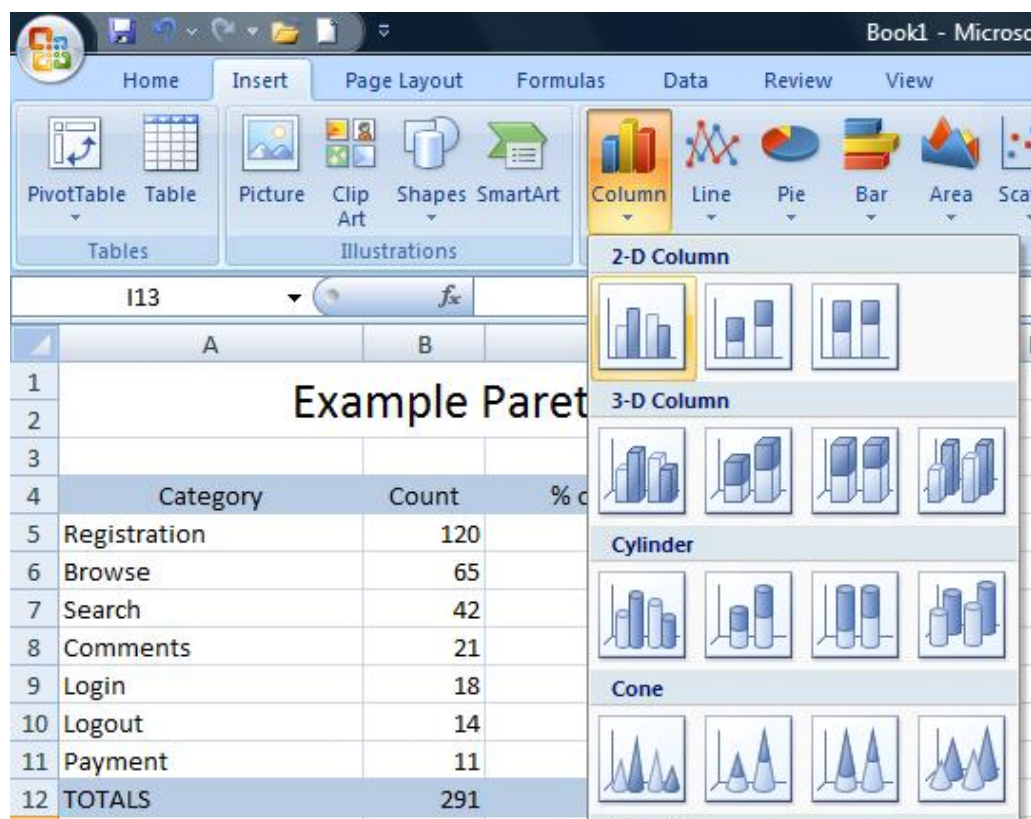 Book1 - Microso
Home Insert Page Layout Formulas Data Review View
PivotTable Table Picture Clip Art Shapes SmartArt Column Line Pie Bar Area Sca
Tables Illustrations
2-D Column
I13 fx
A B
1
Example Paret
2
3-D Column
3
4 Category Count % c
5 Registration 120
Cylinder
6 Browse 65
7 Search 42
8 Comments 21
9 Login 18
Cone
10 Logout 14
11 Payment 11
12 TOTALS 291